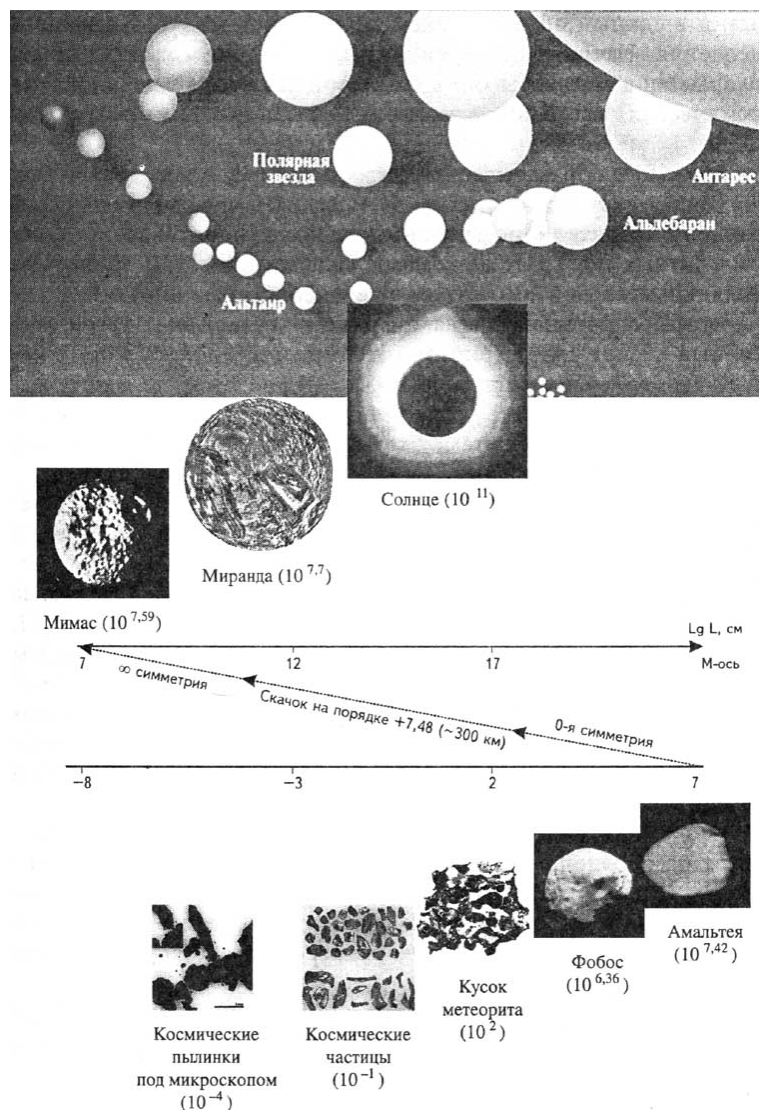 Полярная
звезда
Антарес
Альдебаран
Альтаир
Солнце (10 11)
Миранда (10 7,7)
Мимас (10 7,59)
Lg L, см
7 12 17 М-ось
∞ симметрия
Скачок на порядке +7,48 (~300 км)
0-я симметрия
−8 −3 2 7
Амальтея
(10 7,42)
Фобос
(10 6,36)
Кусок
метеорита
(10 2)
Космические
частицы
(10 −1)
Космические
пылинки
под микроскопом
(10 −4)